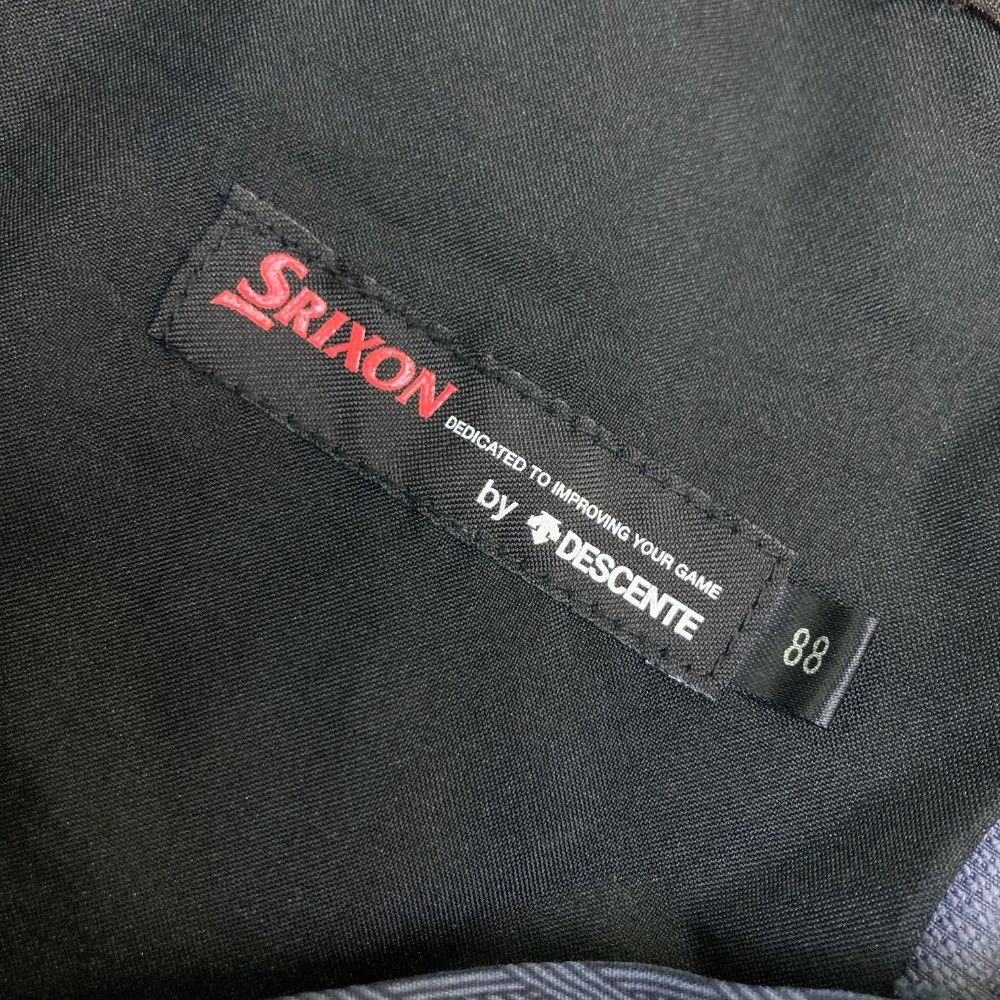 SRIXON
DEDICATED TO IMPROVING YOUR GAME
by DESCENTE
88